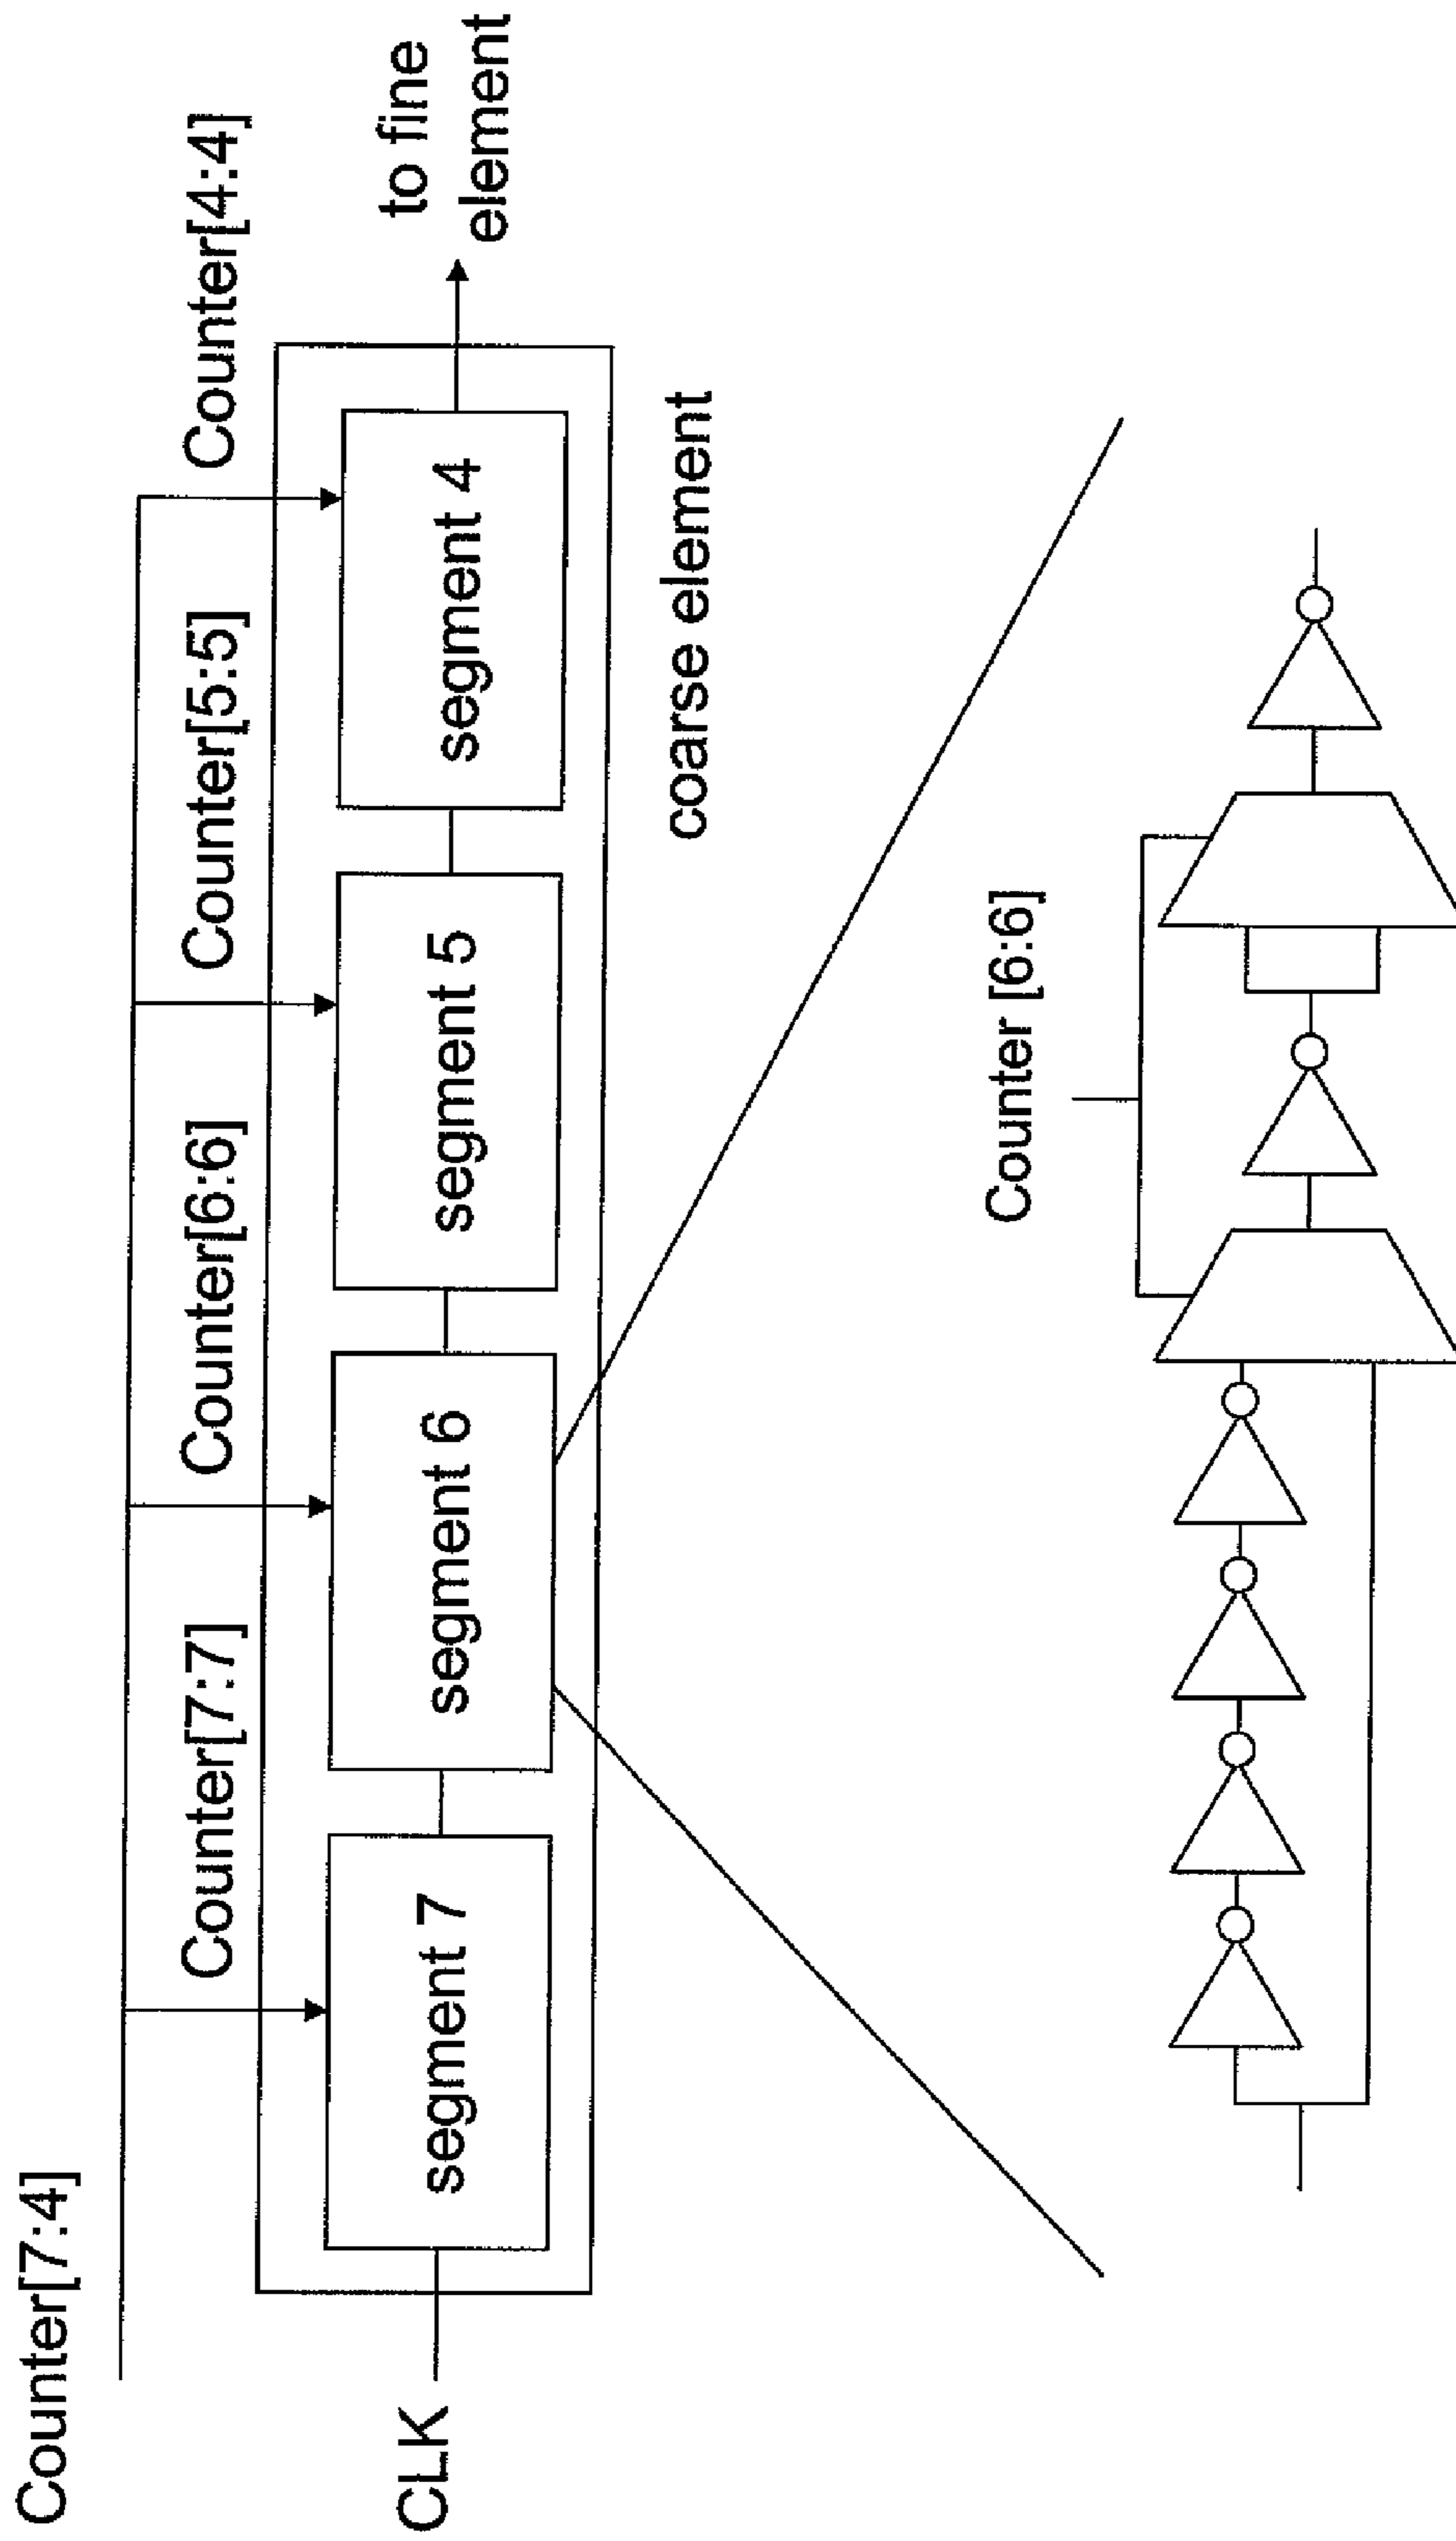 Counter[7:4]
Counter[7:7]
Counter[6:6]
Counter[5:5]
Counter[4:4]
CLK
segment 7
segment 6
segment 5
segment 4
to fine
element
coarse element
Counter [6:6]